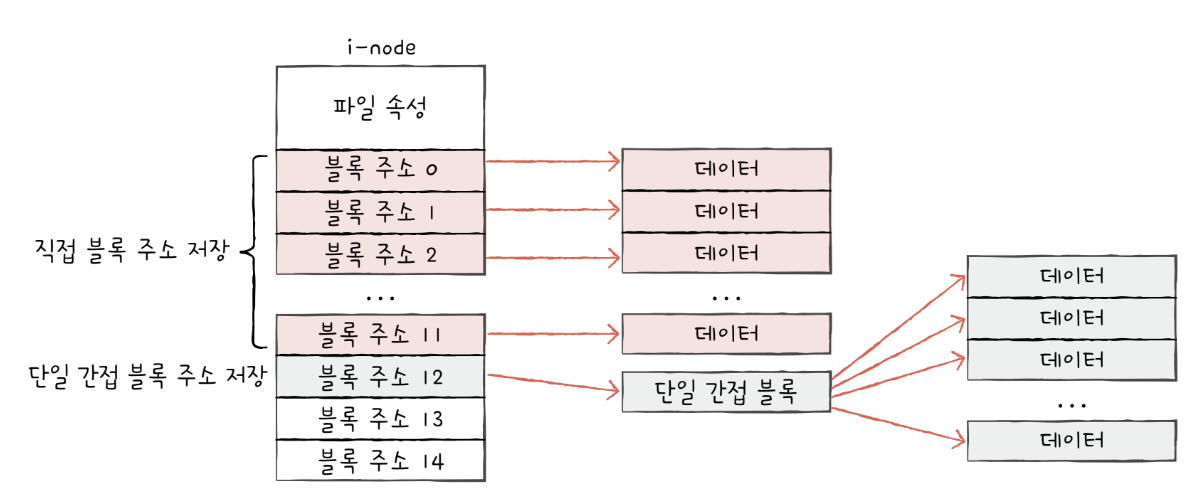 i-node
파일 속성
직접 블록 주소 저장
블록 주소 0
블록 주소 1
블록 주소 2
...
블록 주소 11
단일 간접 블록 주소 저장
블록 주소 12
블록 주소 13
블록 주소 14
데이터
데이터
데이터
...
데이터
단일 간접 블록
데이터
데이터
데이터
...
데이터